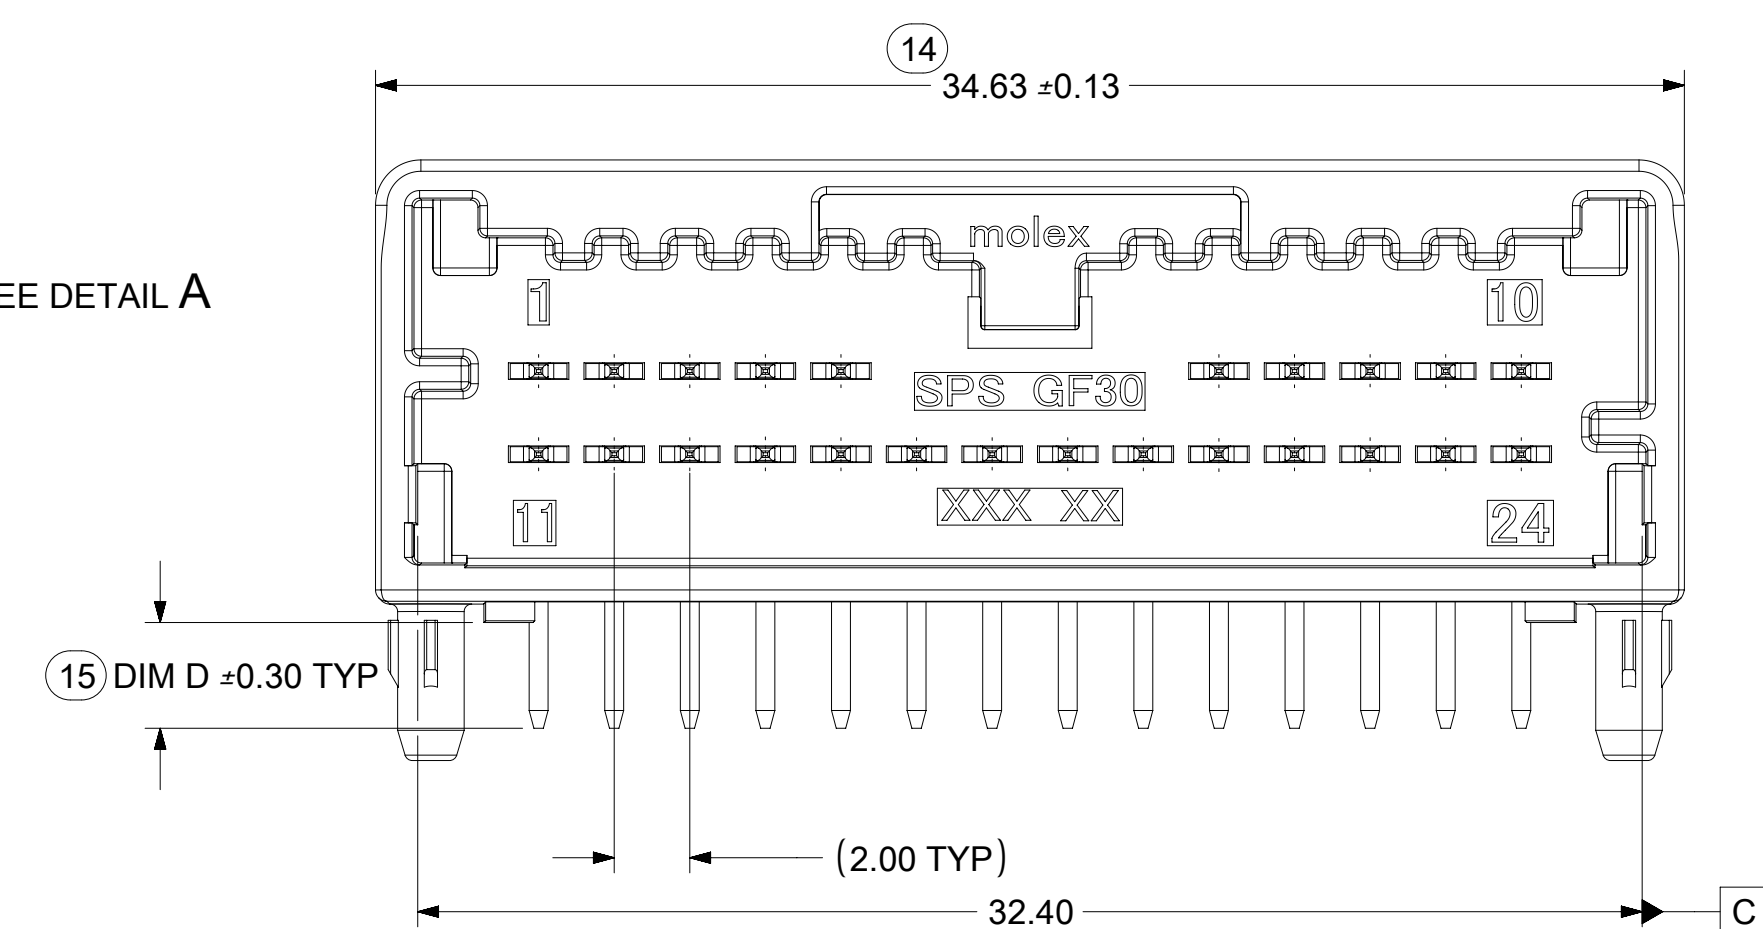 14
34.63 ±0.13
molex
EE DETAIL A
1
10
SPS GF30
XXX XX
11
24
15 DIM D ±0.30 TYP
(2.00 TYP)
32.40
C